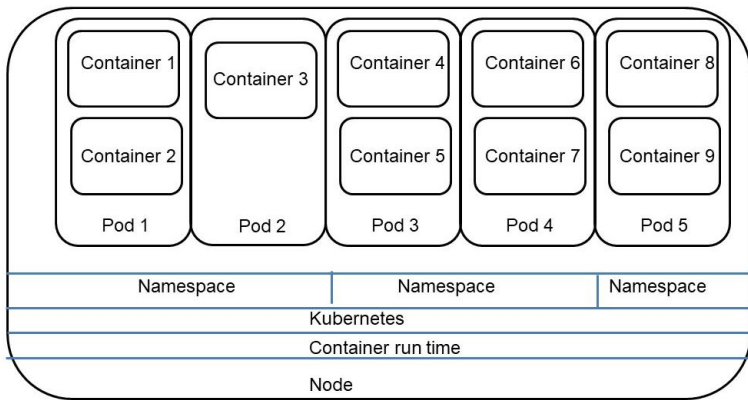 Container 1
Container 2
Pod 1
Container 3
Pod 2
Container 4
Container 5
Pod 3
Container 6
Container 7
Pod 4
Container 8
Container 9
Pod 5
Namespace
Namespace
Namespace
Kubernetes
Container run time
Node